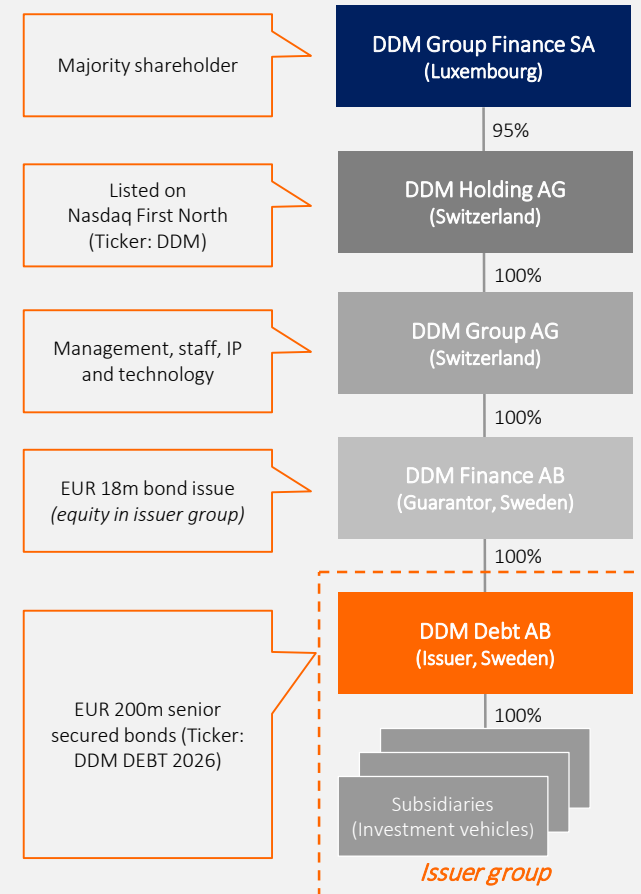 Majority shareholder
DDM Group Finance SA
(Luxembourg)
95%
Listed on
Nasdaq First North
(Ticker: DDM)
DDM Holding AG
(Switzerland)
100%
Management, staff, IP
and technology
DDM Group AG
(Switzerland)
100%
EUR 18m bond issue
(equity in issuer group)
DDM Finance AB
(Guarantor, Sweden)
100%
EUR 200m senior
secured bonds (Ticker:
DDM DEBT 2026)
DDM Debt AB
(Issuer, Sweden)
100%
Subsidiaries
(Investment vehicles)
Issuer group